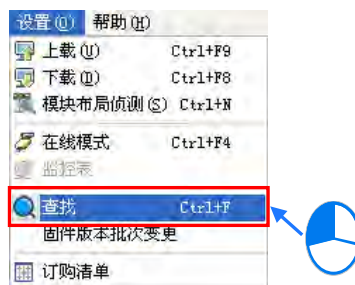 设置(O) 帮助(H)
上载(U) Ctrl+F9
下载(D) Ctrl+F8
模块布局侦测(S) Ctrl+N
在线模式 Ctrl+F4
监控表
查找 Ctrl+F
固件版本批次变更
订购清单